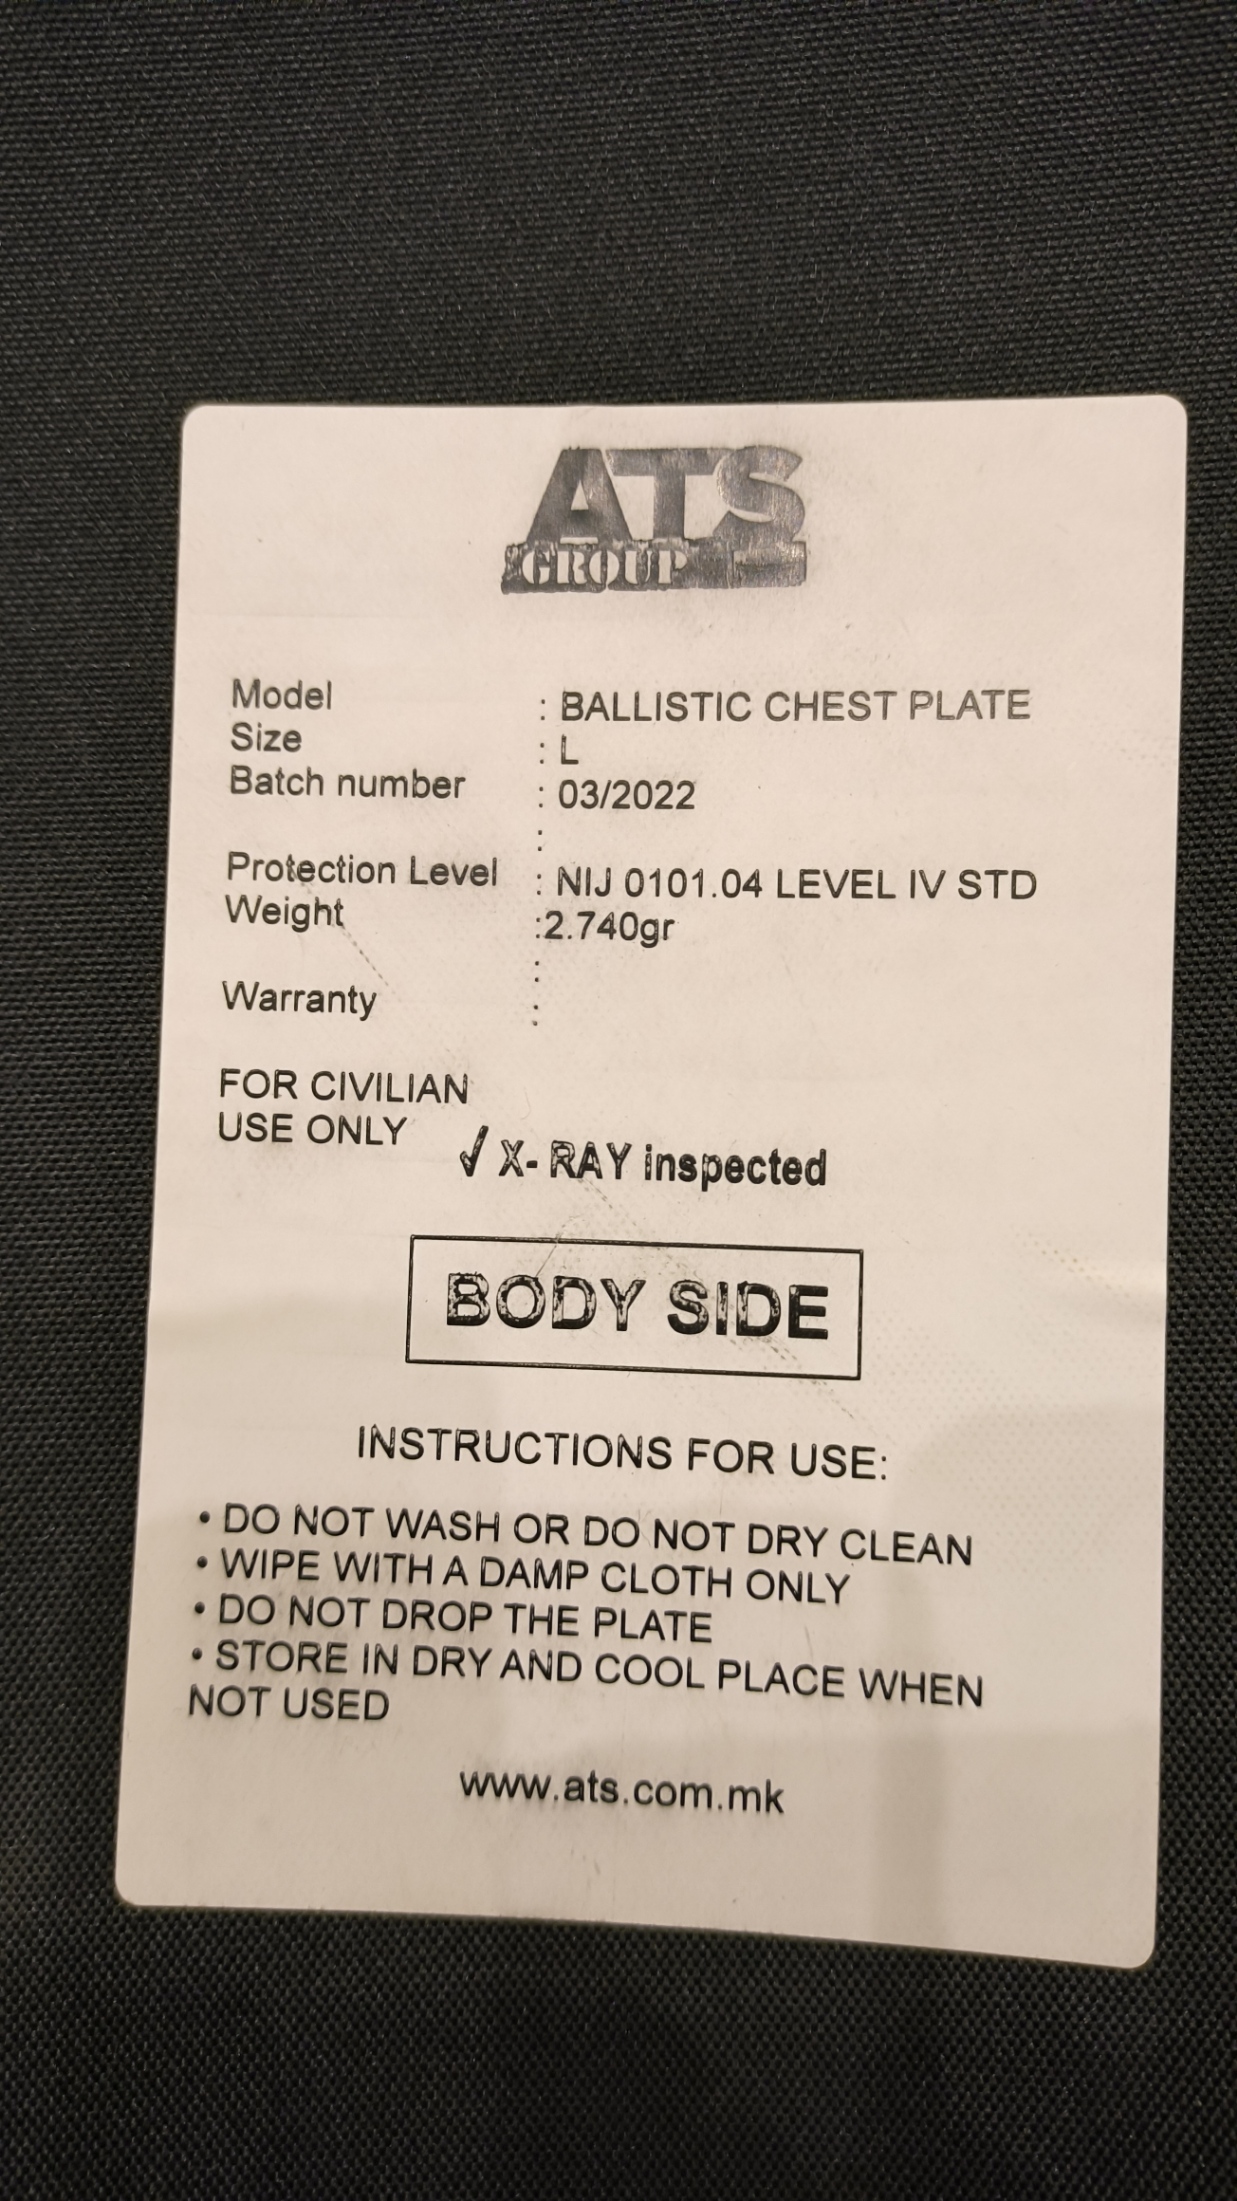 ATS
GROUP
Model : BALLISTIC CHEST PLATE
Size : L
Batch number : 03/2022
:
Protection Level : NIJ 0101.04 LEVEL IV STD
Weight :2.740gr
:
Warranty :
FOR CIVILIAN
USE ONLY
√ X- RAY inspected
BODY SIDE
INSTRUCTIONS FOR USE:
• DO NOT WASH OR DO NOT DRY CLEAN
• WIPE WITH A DAMP CLOTH ONLY
• DO NOT DROP THE PLATE
• STORE IN DRY AND COOL PLACE WHEN
NOT USED
www.ats.com.mk